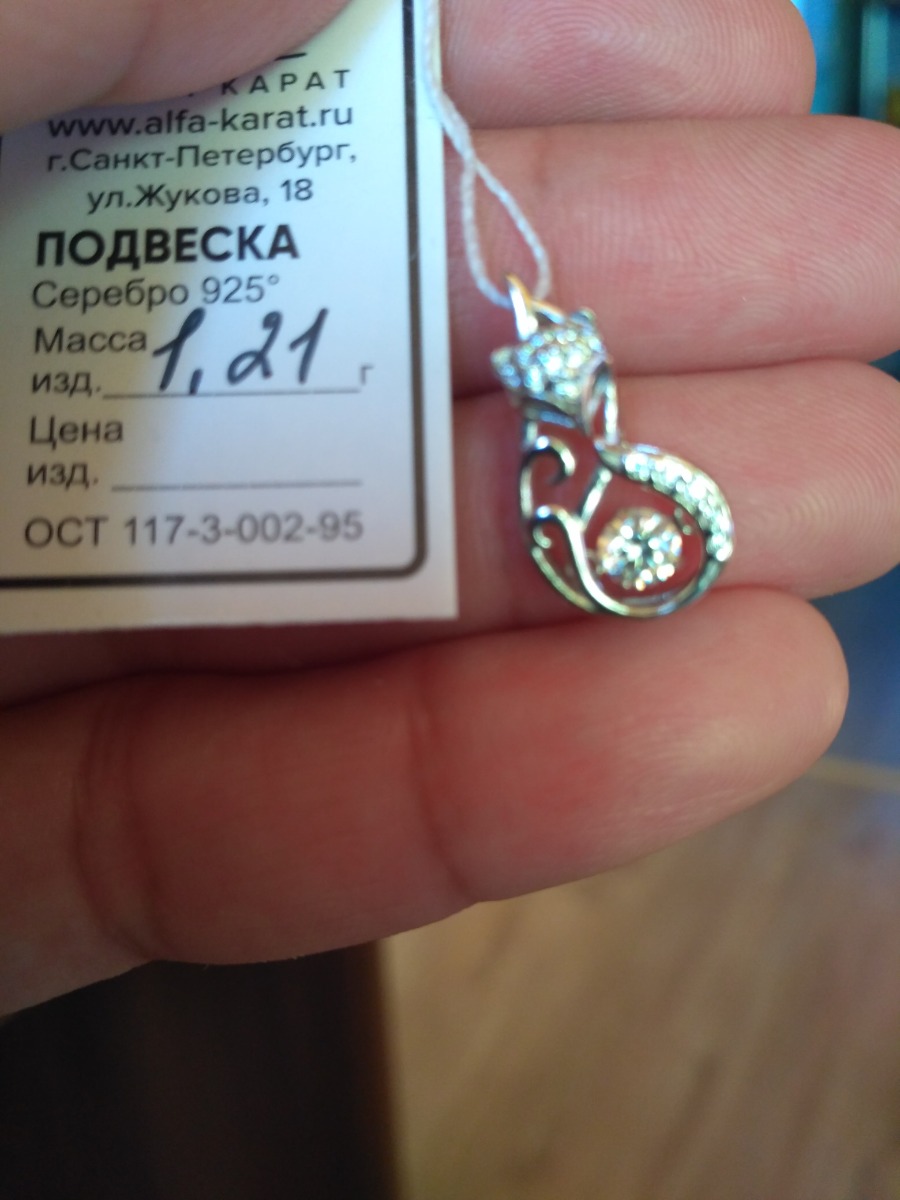 КАРАТ
www.alfa-karat.ru
г.Санкт-Петербург,
ул.Жукова, 18
ПОДВЕСКА
Серебро 925°
Масса
изд. 1,21 г
Цена
изд.
ОСТ 117-3-002-95